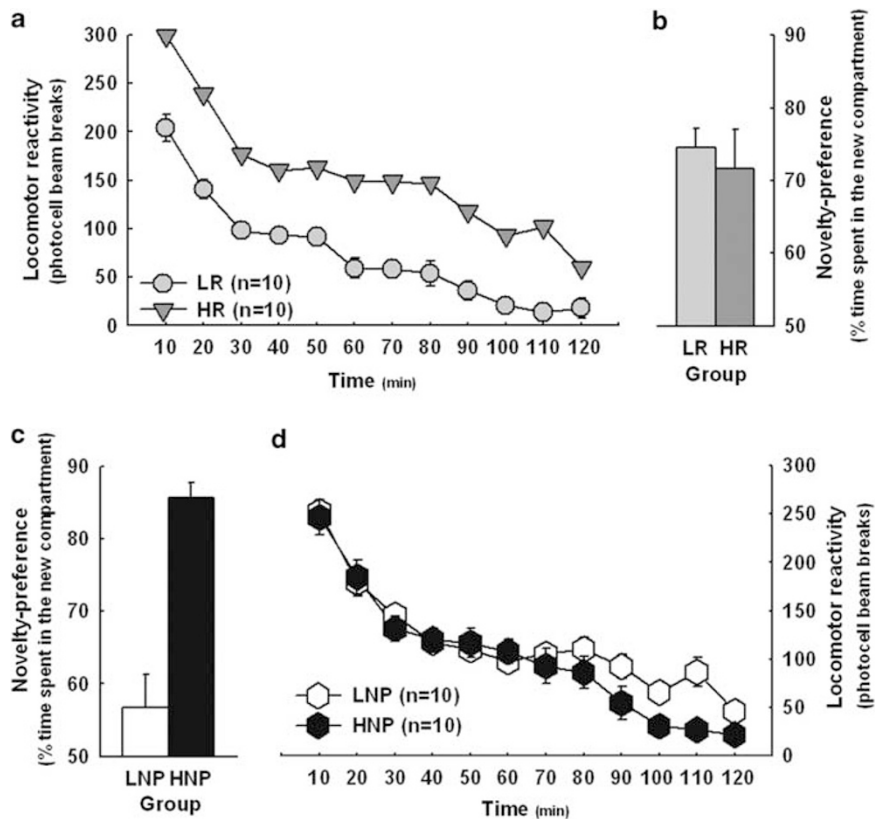 a
Locomotor reactivity
(photocell beam breaks)
300
250
200
150
100
50
0
LR (n=10)
HR (n=10)
10 20 30 40 50 60 70 80 90 100 110 120
Time (min)
b
90
80
70
60
50
Novelty-preference
(% time spent in the new compartment)
LR HR
Group
c
Novelty-preference
(% time spent in the new compartment)
90
80
70
60
50
LNP HNP
Group
d
300
250
200
150
100
50
0
Locomotor reactivity
(photocell beam breaks)
LNP (n=10)
HNP (n=10)
10 20 30 40 50 60 70 80 90 100 110 120
Time (min)